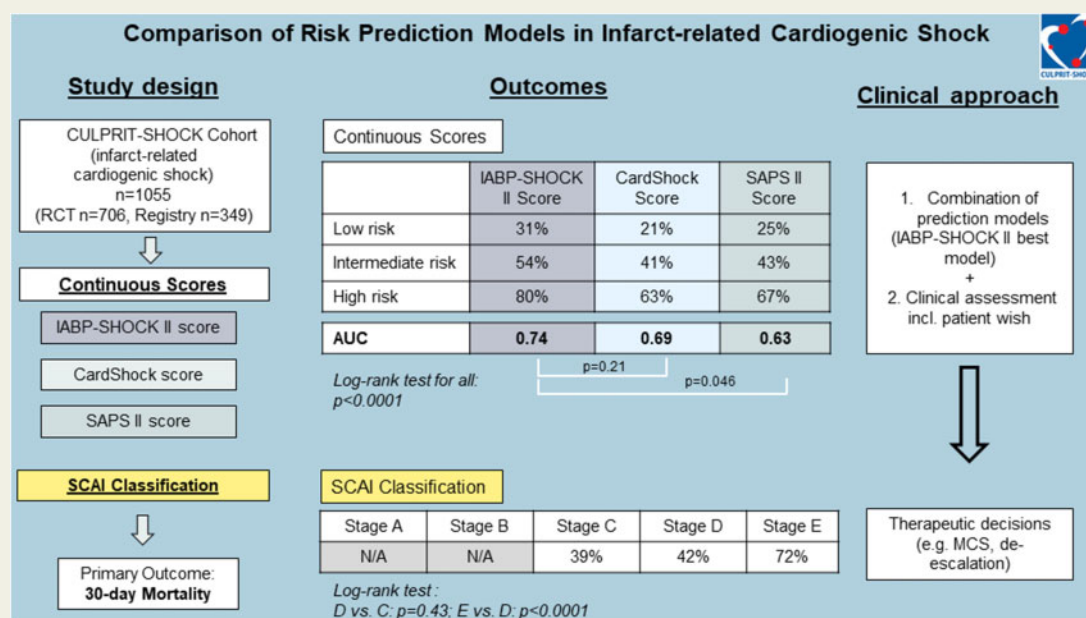 Comparison of Risk Prediction Models in Infarct-related Cardiogenic Shock
CULPRIT-SHOCK
Study design
CULPRIT-SHOCK Cohort
(infarct-related
cardiogenic shock)
n=1055
(RCT n=706, Registry n=349)
Continuous Scores
IABP-SHOCK II score
CardShock score
SAPS II score
SCAI Classification
Primary Outcome:
30-day Mortality
Outcomes
Continuous Scores
IABP-SHOCK II Score CardShock Score SAPS II Score
Low risk 31% 21% 25%
Intermediate risk 54% 41% 43%
High risk 80% 63% 67%
AUC 0.74 0.69 0.63
p=0.21
p=0.046
Log-rank test for all:
p<0.0001
SCAI Classification
Stage A Stage B Stage C Stage D Stage E
N/A N/A 39% 42% 72%
Log-rank test :
D vs. C: p=0.43; E vs. D: p<0.0001
Clinical approach
1. Combination of
prediction models
(IABP-SHOCK II best
model)
+
2. Clinical assessment
incl. patient wish
Therapeutic decisions
(e.g. MCS, de-
escalation)